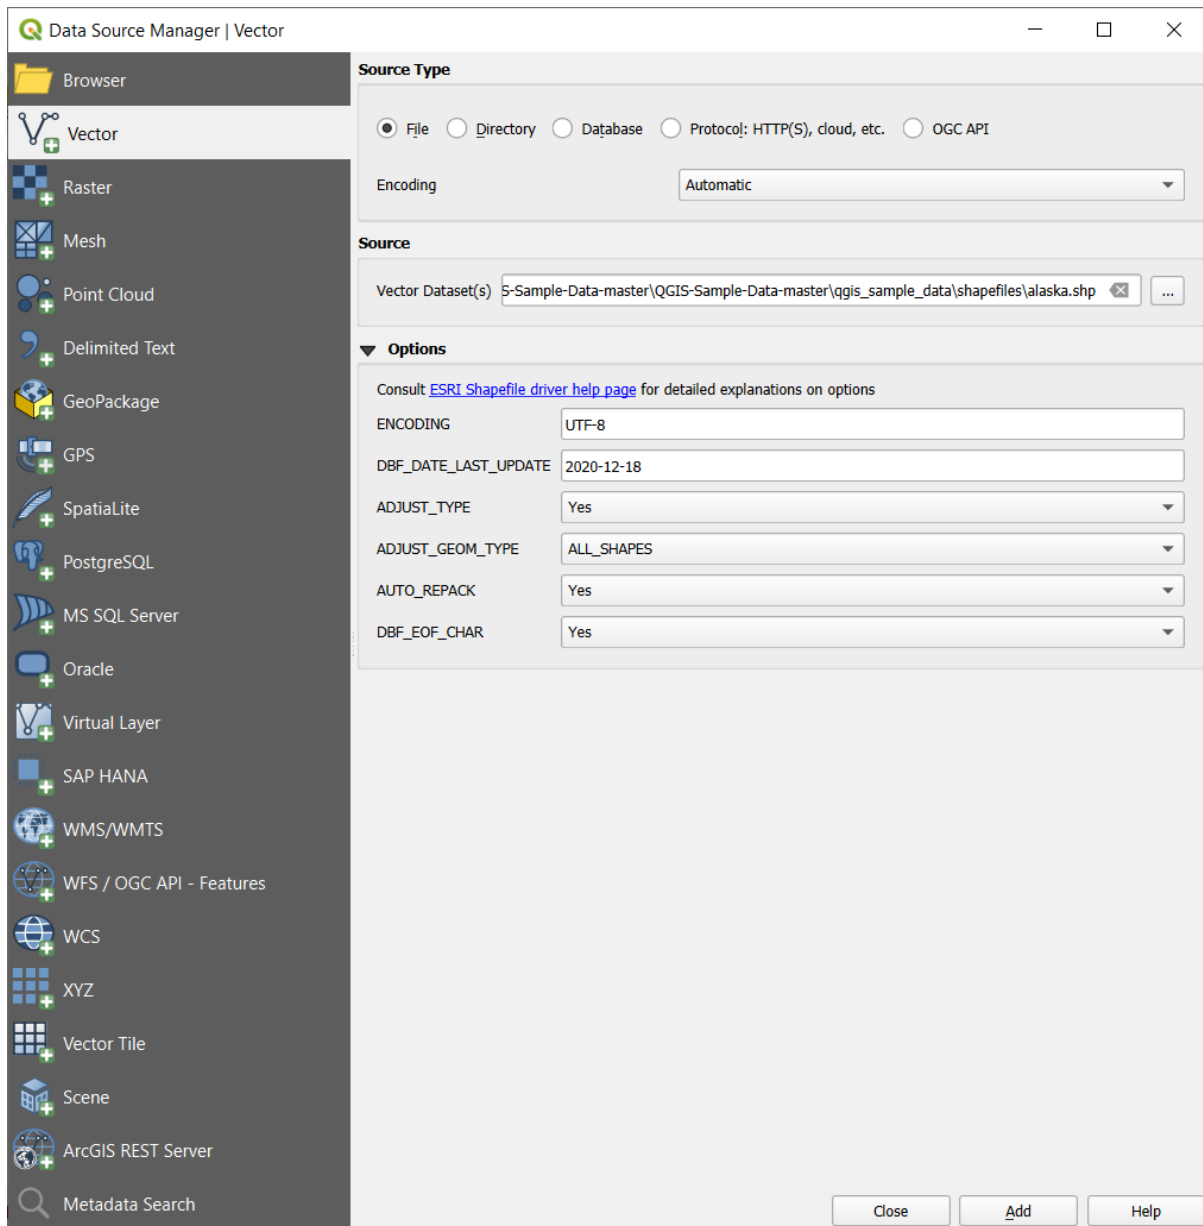 Data Source Manager | Vector
Browser
Vector
Raster
Mesh
Point Cloud
Delimited Text
GeoPackage
GPS
SpatiaLite
PostgreSQL
MS SQL Server
Oracle
Virtual Layer
SAP HANA
WMS/WMTS
WFS / OGC API - Features
WCS
XYZ
Vector Tile
Scene
ArcGIS REST Server
Metadata Search
Source Type
File Directory Database Protocol: HTTP(S), cloud, etc. OGC API
Encoding Automatic
Source
Vector Dataset(s) S-Sample-Data-master\QGIS-Sample-Data-master\qgis_sample_data\shapefiles\alaska.shp ...
Options
Consult ESRI Shapefile driver help page for detailed explanations on options
ENCODING UTF-8
DBF_DATE_LAST_UPDATE 2020-12-18
ADJUST_TYPE Yes
ADJUST_GEOM_TYPE ALL_SHAPES
AUTO_REPACK Yes
DBF_EOF_CHAR Yes
Close Add Help